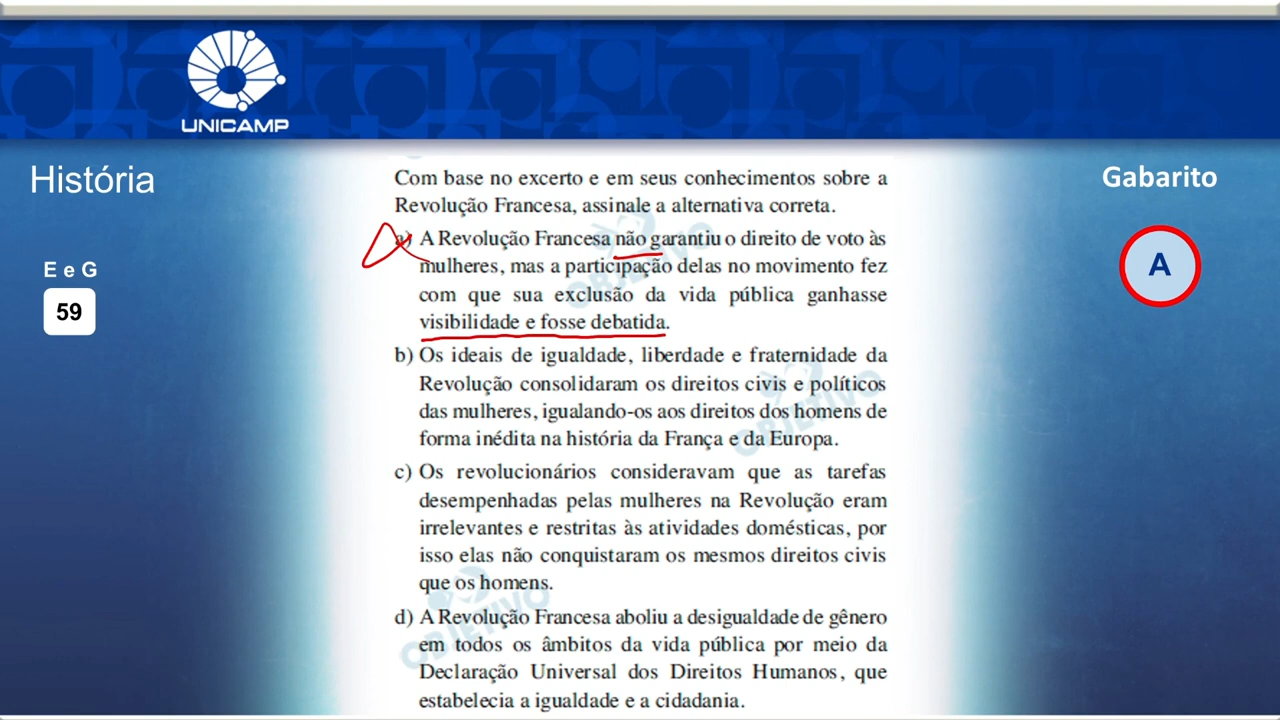 UNICAMP
História
E e G
59
Com base no excerto e em seus conhecimentos sobre a
Revolução Francesa, assinale a alternativa correta.
a) A Revolução Francesa não garantiu o direito de voto às
mulheres, mas a participação delas no movimento fez
com que sua exclusão da vida pública ganhasse
visibilidade e fosse debatida.
b) Os ideais de igualdade, liberdade e fraternidade da
Revolução consolidaram os direitos civis e políticos
das mulheres, igualando-os aos direitos dos homens de
forma inédita na história da França e da Europa.
c) Os revolucionários consideravam que as tarefas
desempenhadas pelas mulheres na Revolução eram
irrelevantes e restritas às atividades domésticas, por
isso elas não conquistaram os mesmos direitos civis
que os homens.
d) A Revolução Francesa aboliu a desigualdade de gênero
em todos os âmbitos da vida pública por meio da
Declaração Universal dos Direitos Humanos, que
estabelecia a igualdade e a cidadania.
OBJETIVO
OBJETIVO
OBJETIVO
Gabarito
A